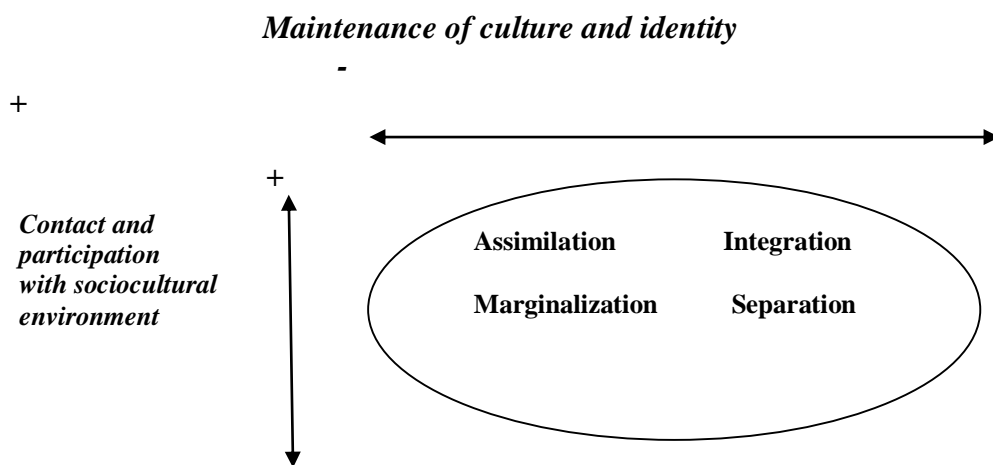 Maintenance of culture and identity
-
+
+
Contact and
participation
with sociocultural
environment
Assimilation Integration
Marginalization Separation